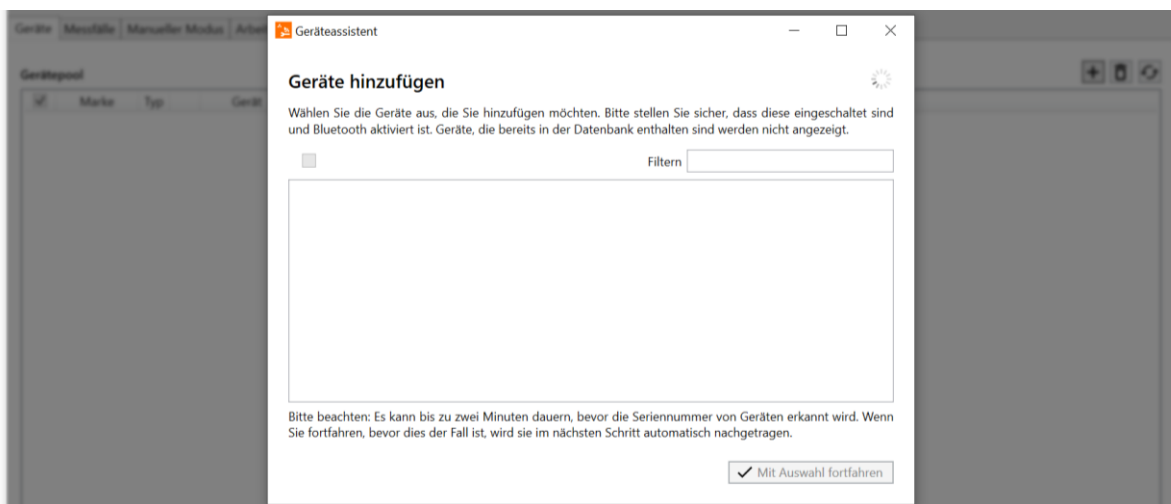 Geräte Messfälle Manueller Modus Arbei
Geräteassistent
Gerätepool
Marke Typ Gerät
Geräte hinzufügen
Wählen Sie die Geräte aus, die Sie hinzufügen möchten. Bitte stellen Sie sicher, dass diese eingeschaltet sind
und Bluetooth aktiviert ist. Geräte, die bereits in der Datenbank enthalten sind werden nicht angezeigt.
Filtern
Bitte beachten: Es kann bis zu zwei Minuten dauern, bevor die Seriennummer von Geräten erkannt wird. Wenn
Sie fortfahren, bevor dies der Fall ist, wird sie im nächsten Schritt automatisch nachgetragen.
Mit Auswahl fortfahren